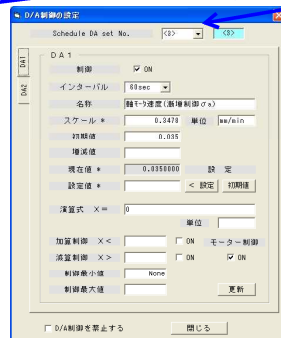 D/A制御の設定
Schedule DA set No. <3> <3>
DA1
DA2
DA1
制御 ON
インターバル 60sec
名称 軸モータ速度(漸増制御σa)
スケール * 0.3478 単位 mm/min
初期値 0.035
増減値
現在値 * 0.0350000 設 定
設定値 * < 設定 初期値
演算式 X= 0
単位
加算制御 X< ON モーター制御
減算制御 X> ON ON
制御最小値 None
制御最大値 更新
D/A制御を禁止する 閉じる